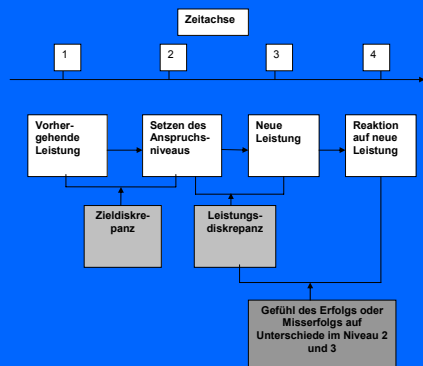 Zeitachse
1
2
3
4
Vorher-
gehende
Leistung
Setzen des
Anspruchs-
niveaus
Neue
Leistung
Reaktion
auf neue
Leistung
Zieldiskre-
panz
Leistungs-
diskrepanz
Gefühl des Erfolgs oder
Misserfolgs auf
Unterschiede im Niveau 2
und 3